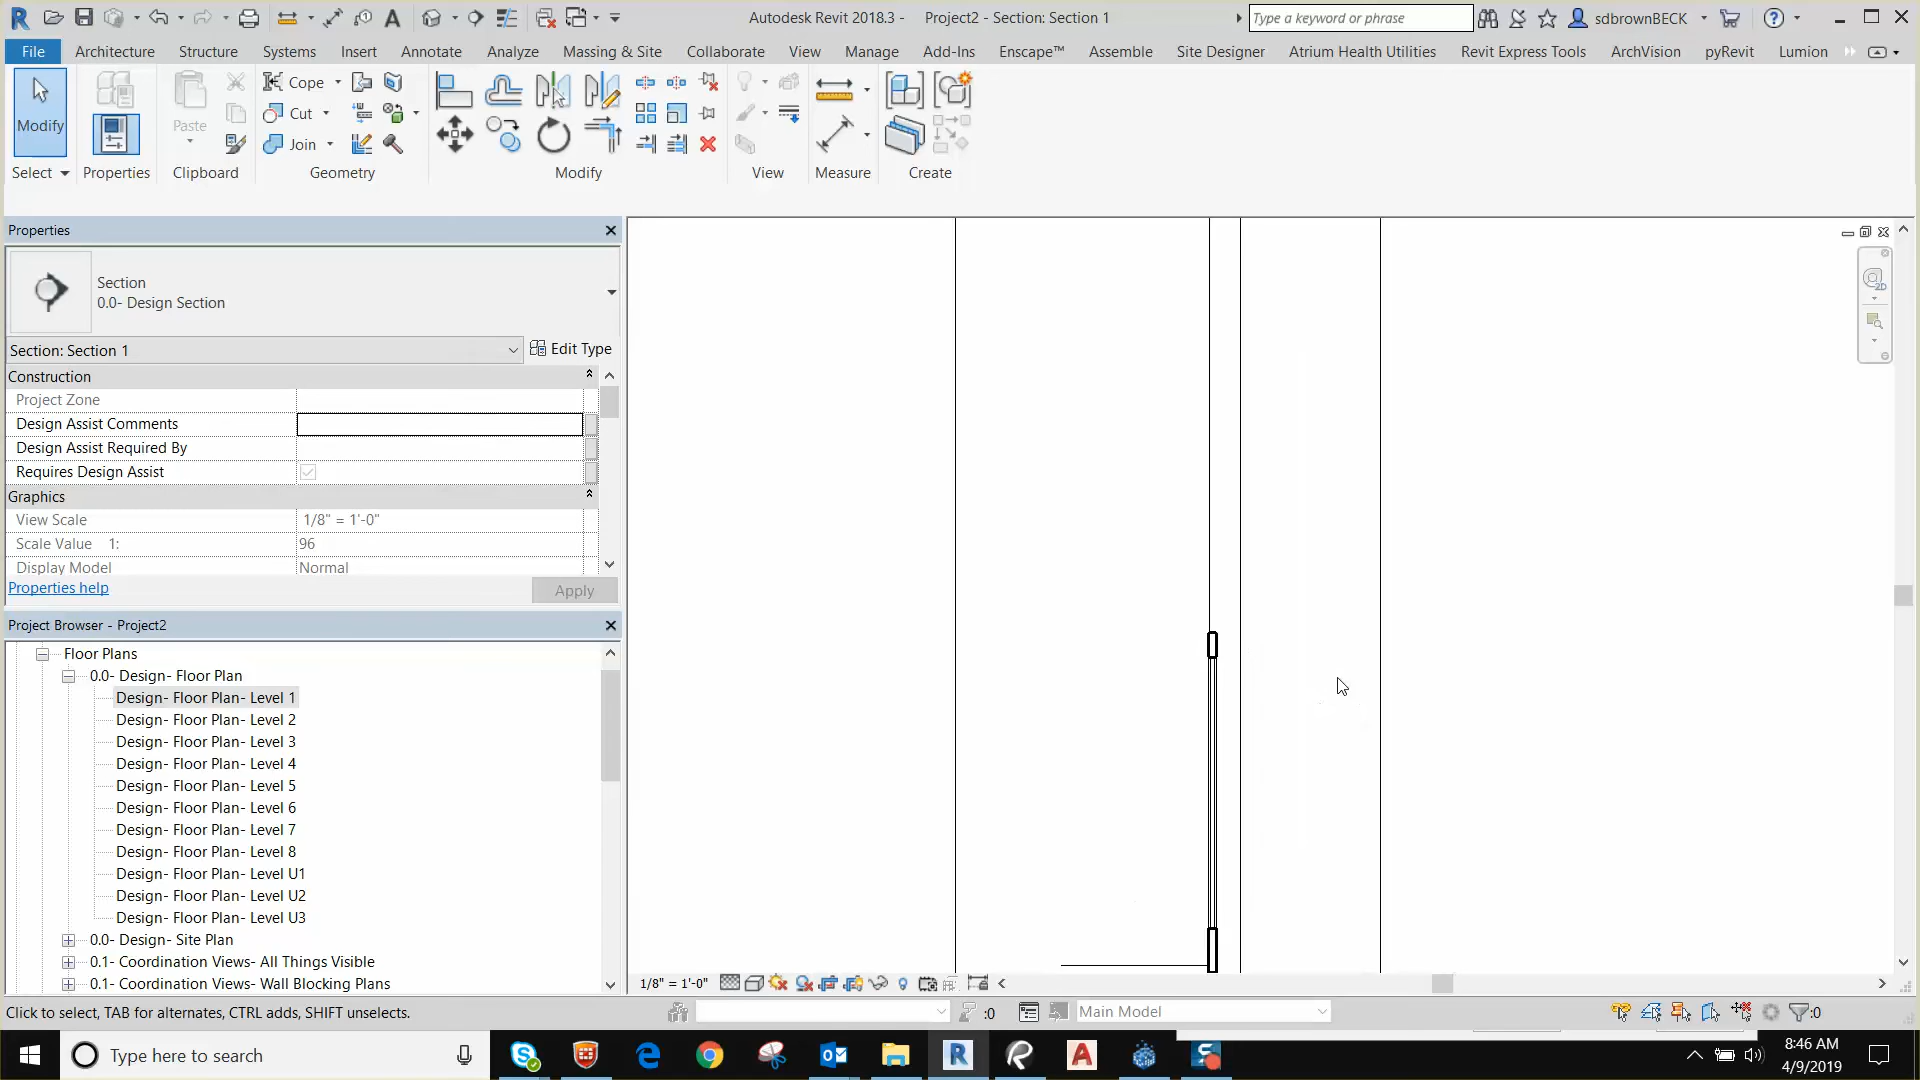 Autodesk Revit 2018.3 - Project2 - Section: Section 1
Type a keyword or phrase
sdbrownBECK
File Architecture Structure Systems Insert Annotate Analyze Massing & Site Collaborate View Manage Add-Ins Enscape™ Assemble Site Designer Atrium Health Utilities Revit Express Tools ArchVision pyRevit Lumion
Modify
Paste
Cope
Cut
Join
Select Properties Clipboard Geometry Modify View Measure Create
Properties
Section
0.0- Design Section
Section: Section 1
Edit Type
Construction
Project Zone
Design Assist Comments
Design Assist Required By
Requires Design Assist
Graphics
View Scale 1/8" = 1'-0"
Scale Value 1: 96
Display Model Normal
Properties help
Apply
Project Browser - Project2
Floor Plans
0.0- Design- Floor Plan
Design- Floor Plan- Level 1
Design- Floor Plan- Level 2
Design- Floor Plan- Level 3
Design- Floor Plan- Level 4
Design- Floor Plan- Level 5
Design- Floor Plan- Level 6
Design- Floor Plan- Level 7
Design- Floor Plan- Level 8
Design- Floor Plan- Level U1
Design- Floor Plan- Level U2
Design- Floor Plan- Level U3
0.0- Design- Site Plan
0.1- Coordination Views- All Things Visible
0.1- Coordination Views- Wall Blocking Plans
2D
1/8" = 1'-0"
Click to select, TAB for alternates, CTRL adds, SHIFT unselects.
:0
Main Model
:0
Type here to search
8:46 AM
4/9/2019